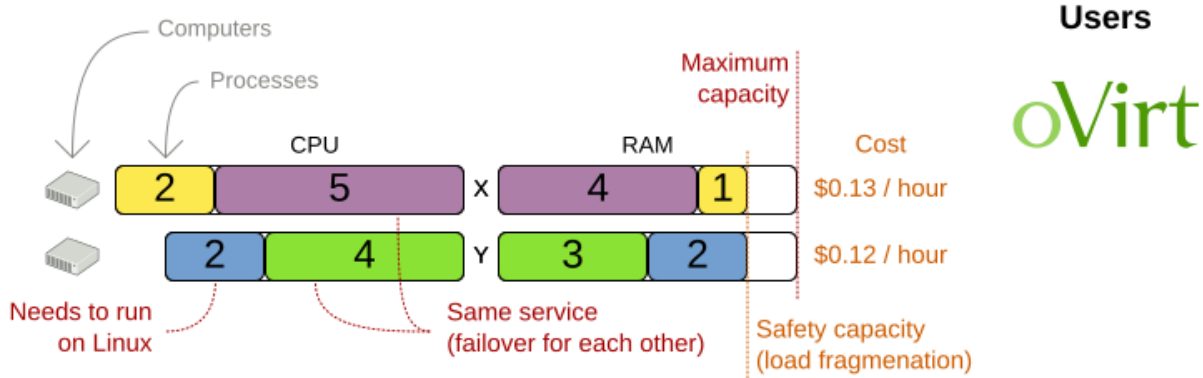 Users
Computers
Processes
Maximum
capacity
oVirt
CPU
RAM
Cost
2 5 X 4 1 $0.13 / hour
2 4 Y 3 2 $0.12 / hour
Needs to run
on Linux
Same service
(failover for each other)
Safety capacity
(load fragmenation)